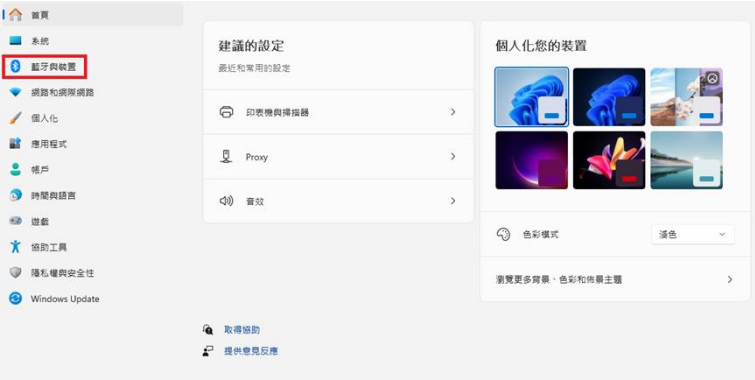 首頁
系統
藍牙與裝置
網路和網際網路
個人化
應用程式
帳戶
時間與語言
遊戲
協助工具
隱私權與安全性
Windows Update
建議的設定
最近和常用的設定
印表機與掃描器
Proxy
音效
取得協助
提供意見反應
個人化您的裝置
色彩模式
淺色
瀏覽更多背景、色彩和佈景主題